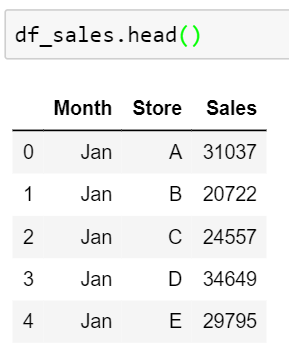 df_sales.head()
Month Store Sales
0 Jan A 31037
1 Jan B 20722
2 Jan C 24557
3 Jan D 34649
4 Jan E 29795